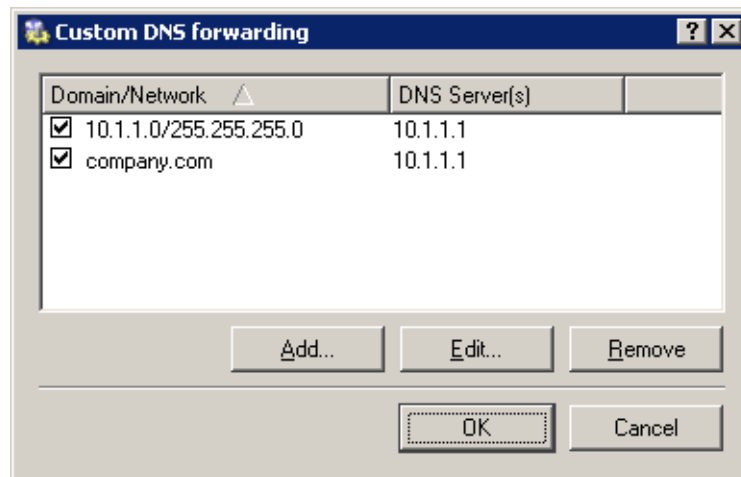 Custom DNS forwarding
Domain/Network DNS Server(s)
10.1.1.0/255.255.255.0 10.1.1.1
company.com 10.1.1.1
Add... Edit... Remove
OK Cancel